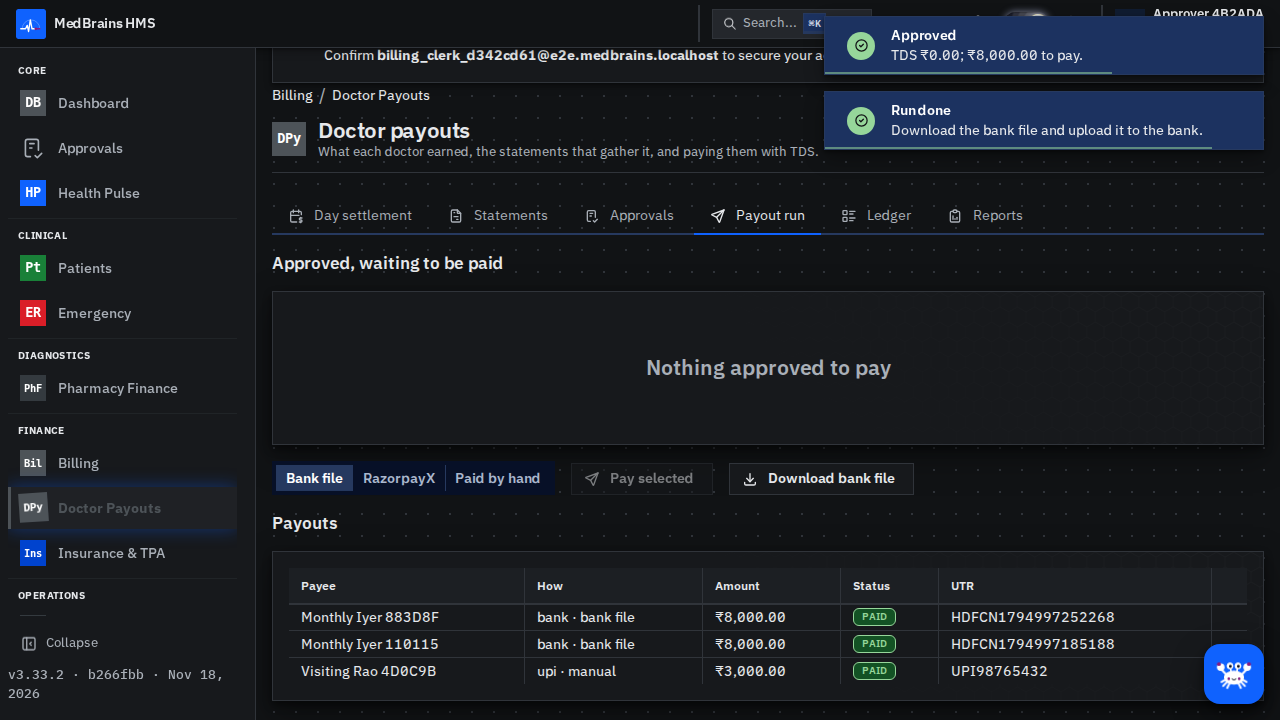 MedBrains HMS
Search...
⌘K
Approver 4B2ADA
CORE
DB Dashboard
Approvals
HP Health Pulse
CLINICAL
Pt Patients
ER Emergency
DIAGNOSTICS
PhF Pharmacy Finance
FINANCE
Bil Billing
DPy Doctor Payouts
Ins Insurance & TPA
OPERATIONS
Collapse
v3.33.2 · b266fbb · Nov 18,
2026
Confirm billing_clerk_d342cd61@e2e.medbrains.localhost to secure your
Approved
TDS ₹0.00; ₹8,000.00 to pay.
Run done
Download the bank file and upload it to the bank.
Billing / Doctor Payouts
DPy Doctor payouts
What each doctor earned, the statements that gather it, and paying them with TDS.
Day settlement Statements Approvals Payout run Ledger Reports
Approved, waiting to be paid
Nothing approved to pay
Bank file RazorpayX Paid by hand Pay selected Download bank file
Payouts
Payee How Amount Status UTR
Monthly Iyer 883D8F bank · bank file ₹8,000.00 PAID HDFCN1794997252268
Monthly Iyer 110115 bank · bank file ₹8,000.00 PAID HDFCN1794997185188
Visiting Rao 4D0C9B upi · manual ₹3,000.00 PAID UPI98765432